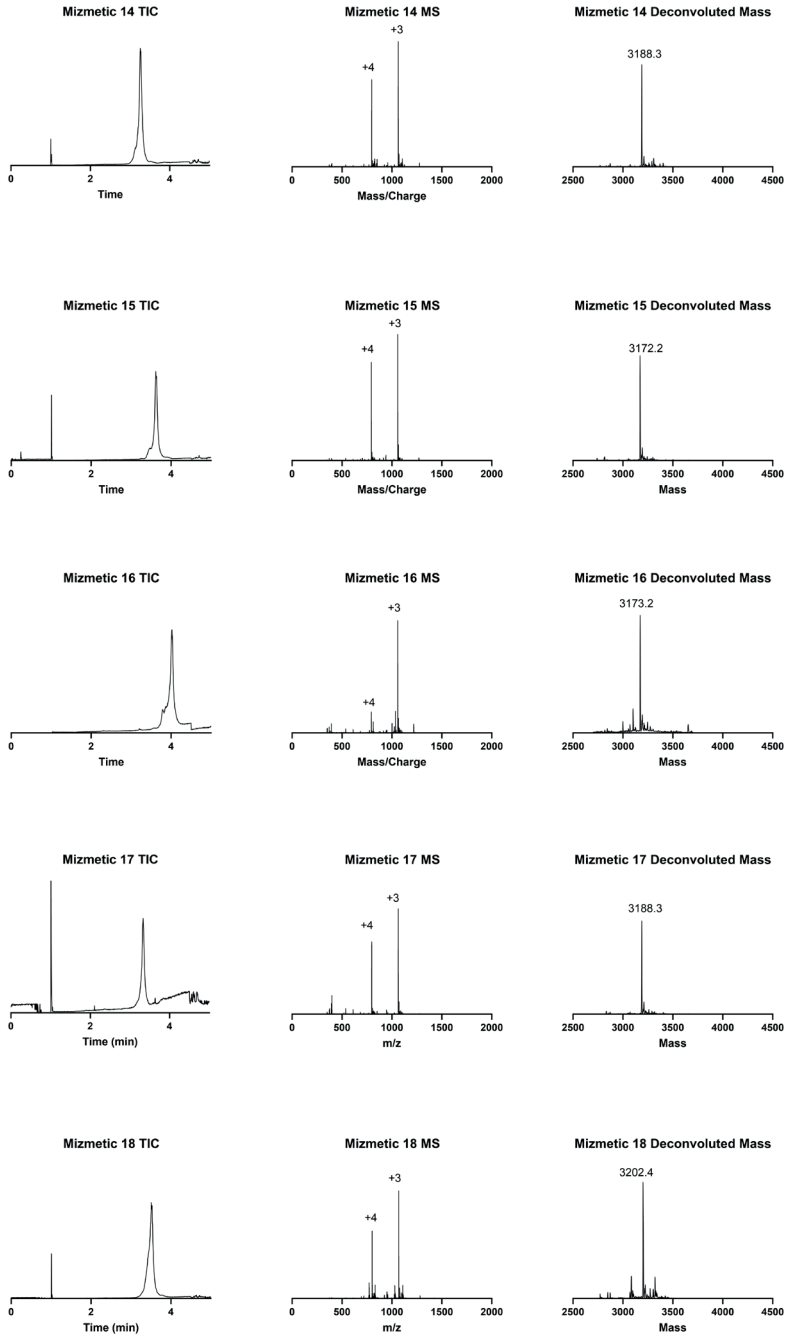 Mizmetic 14 TIC
0 2 4
Time
Mizmetic 14 MS
+4
+3
0 500 1000 1500 2000
Mass/Charge
Mizmetic 14 Deconvoluted Mass
3188.3
2500 3000 3500 4000 4500
Mizmetic 15 TIC
0 2 4
Time
Mizmetic 15 MS
+4
+3
0 500 1000 1500 2000
Mass/Charge
Mizmetic 15 Deconvoluted Mass
3172.2
2500 3000 3500 4000 4500
Mass
Mizmetic 16 TIC
0 2 4
Time
Mizmetic 16 MS
+3
+4
0 500 1000 1500 2000
Mass/Charge
Mizmetic 16 Deconvoluted Mass
3173.2
2500 3000 3500 4000 4500
Mass
Mizmetic 17 TIC
0 2 4
Time (min)
Mizmetic 17 MS
+3
+4
0 500 1000 1500 2000
m/z
Mizmetic 17 Deconvoluted Mass
3188.3
2500 3000 3500 4000 4500
Mass
Mizmetic 18 TIC
0 2 4
Time (min)
Mizmetic 18 MS
+3
+4
0 500 1000 1500 2000
m/z
Mizmetic 18 Deconvoluted Mass
3202.4
2500 3000 3500 4000 4500
Mass